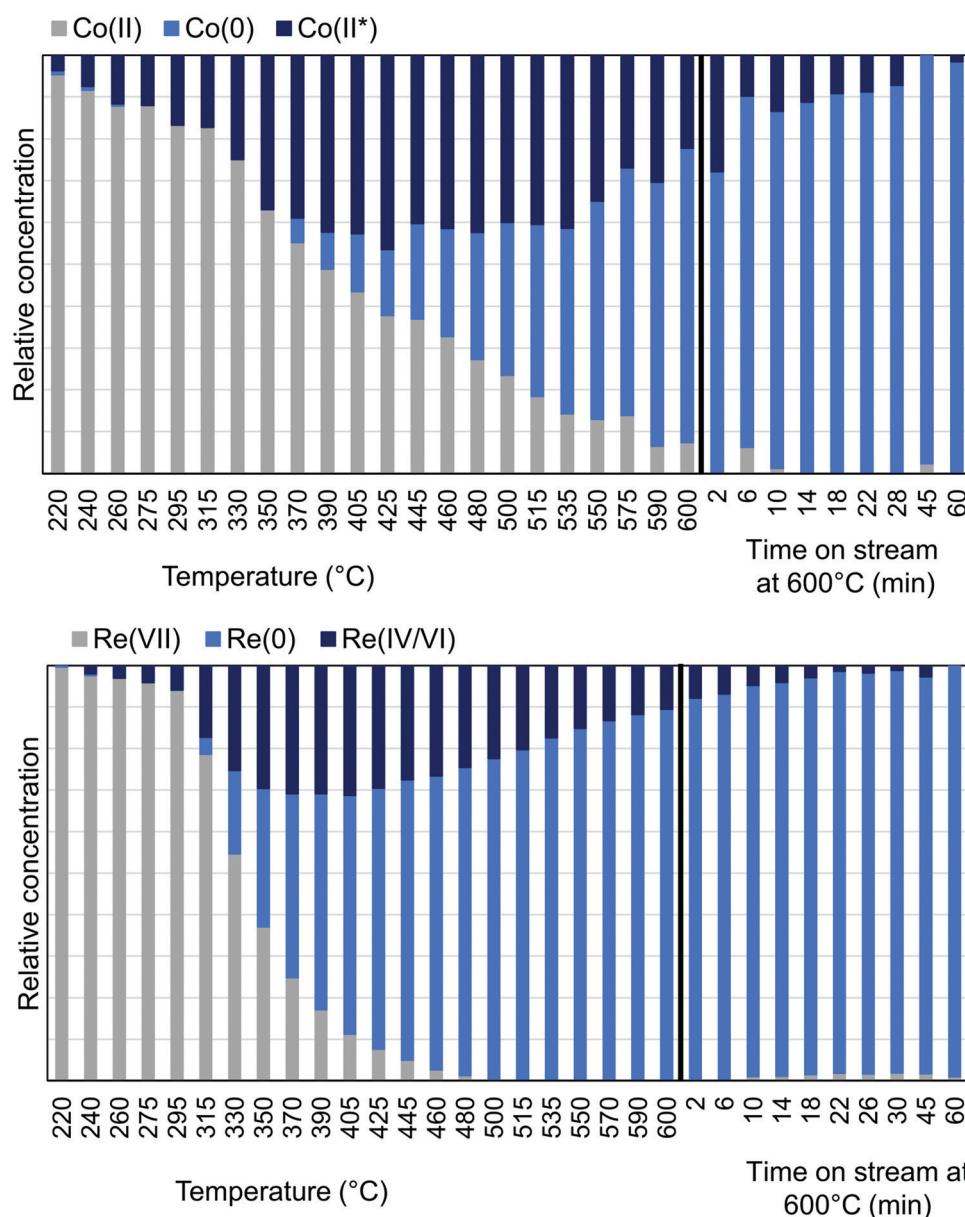 Co(II) Co(0) Co(II*)
Relative concentration
220 240 260 275 295 315 330 350 370 390 405 425 445 460 480 500 515 535 550 575 590 600 2 6 10 14 18 22 28 45 60
Temperature (°C)
Time on stream
at 600°C (min)
Re(VII) Re(0) Re(IV/VI)
Relative concentration
220 240 260 275 295 315 330 350 370 390 405 425 445 460 480 500 515 535 550 570 590 600 2 6 10 14 18 22 26 30 45 60
Temperature (°C)
Time on stream at
600°C (min)